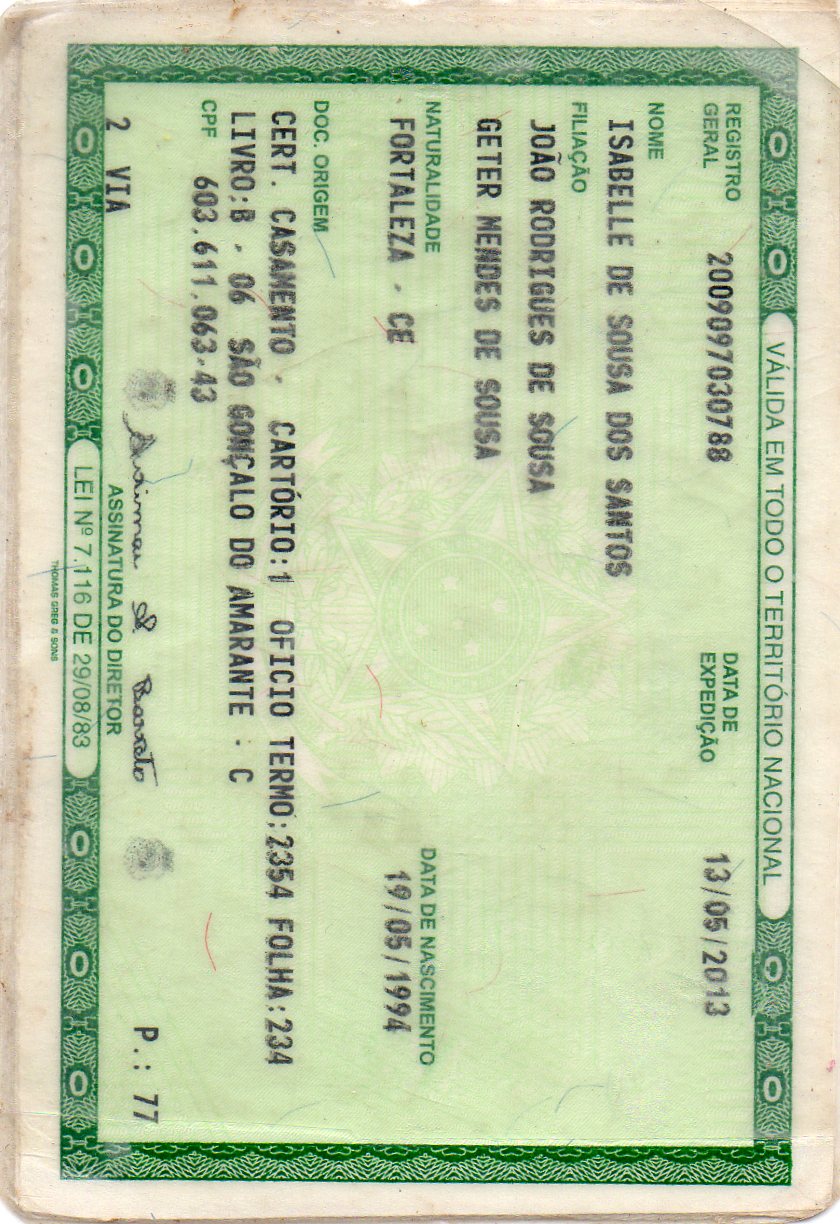 VÁLIDA EM TODO O TERRITÓRIO NACIONAL
REGISTRO GERAL 2009097030788 DATA DE EXPEDIÇÃO 13/05/2013
NOME
ISABELLE DE SOUSA DOS SANTOS
FILIAÇÃO
JOÃO RODRIGUES DE SOUSA
GETER MENDES DE SOUSA
NATURALIDADE DATA DE NASCIMENTO
FORTALEZA - CE 19/05/1994
DOC. ORIGEM
CERT. CASAMENTO - CARTÓRIO:1 OFICIO TERMO:2354 FOLHA:234
LIVRO:B - 06 SÃO GONÇALO DO AMARANTE - C
CPF 603.611.063-43
2 VIA P.: 77
ASSINATURA DO DIRETOR
LEI Nº 7.116 DE 29/08/83
THOMAS GREG & SONS